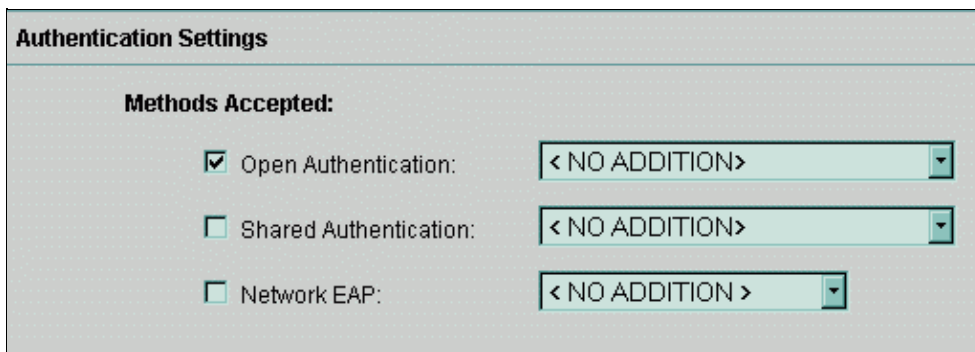 Authentication Settings
Methods Accepted:
Open Authentication: < NO ADDITION>
Shared Authentication: < NO ADDITION>
Network EAP: < NO ADDITION >